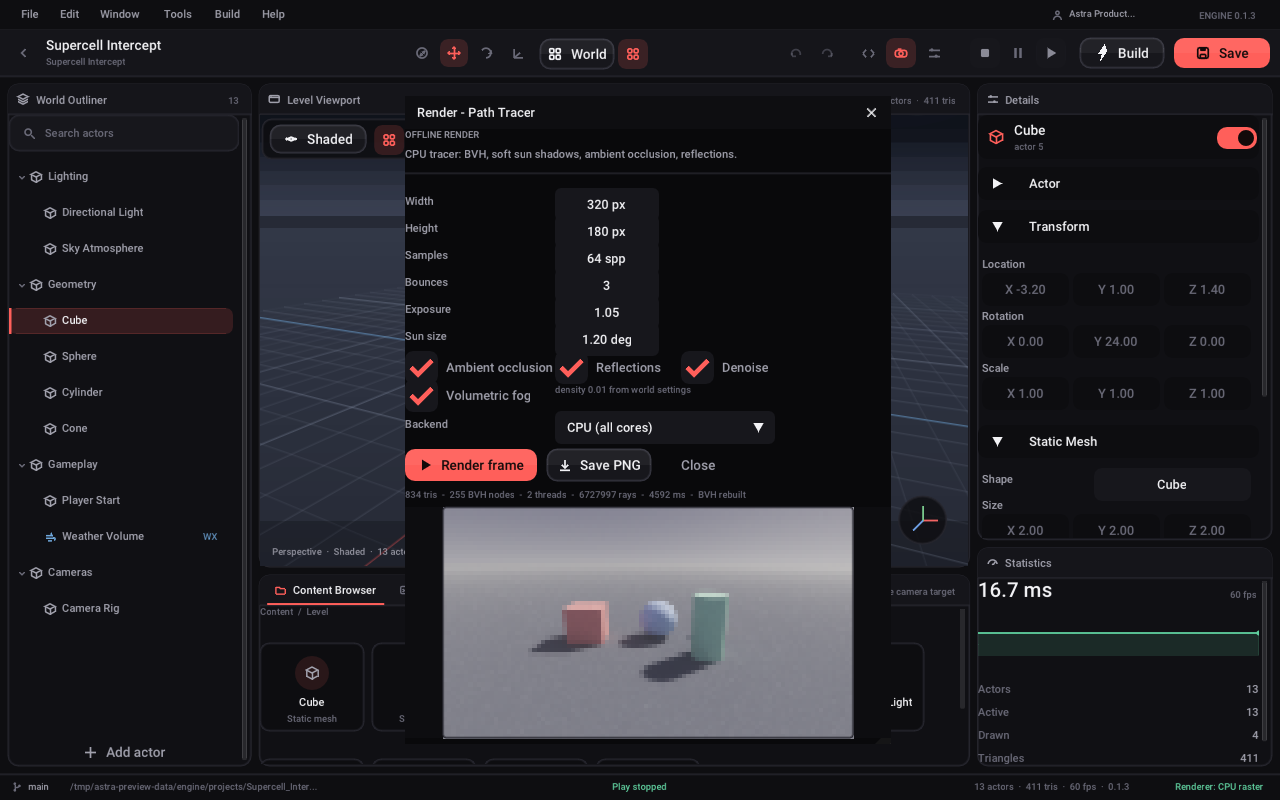 File Edit Window Tools Build Help
Astra Product...
ENGINE 0.1.3
Supercell Intercept
Supercell Intercept
World
Build
Save
World Outliner
13
Search actors
Lighting
Directional Light
Sky Atmosphere
Geometry
Cube
Sphere
Cylinder
Cone
Gameplay
Player Start
Weather Volume
WX
Cameras
Camera Rig
Add actor
Level Viewport
ctors · 411 tris
Shaded
Perspective · Shaded · 13 acto
Render - Path Tracer
OFFLINE RENDER
CPU tracer: BVH, soft sun shadows, ambient occlusion, reflections.
Width 320 px
Height 180 px
Samples 64 spp
Bounces 3
Exposure 1.05
Sun size 1.20 deg
Ambient occlusion Reflections Denoise
Volumetric fog density 0.01 from world settings
Backend CPU (all cores)
Render frame Save PNG Close
834 tris · 255 BVH nodes · 2 threads · 6727997 rays · 4592 ms · BVH rebuilt
Content Browser
e camera target
Content / Level
Cube
Static mesh
S
Light
Details
Cube
actor 5
Actor
Transform
Location
X -3.20 Y 1.00 Z 1.40
Rotation
X 0.00 Y 24.00 Z 0.00
Scale
X 1.00 Y 1.00 Z 1.00
Static Mesh
Shape Cube
Size
X 2.00 Y 2.00 Z 2.00
Statistics
16.7 ms 60 fps
Actors 13
Active 13
Drawn 4
Triangles 411
main
/tmp/astra-preview-data/engine/projects/Supercell_Inter...
Play stopped
13 actors · 411 tris · 60 fps · 0.1.3
Renderer: CPU raster